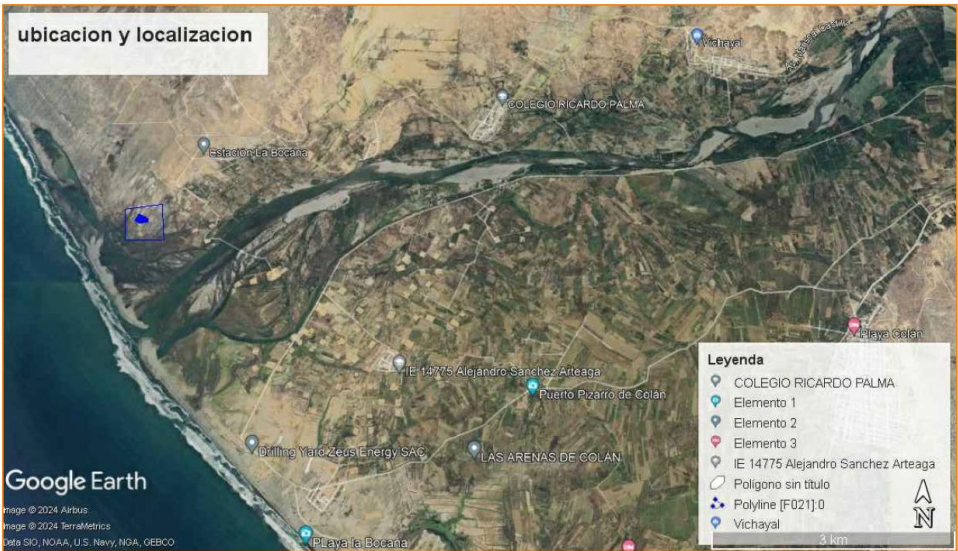 ubicacion y localizacion
Vichayal
COLEGIO RICARDO PALMA
Estación La Bocana
Playa Colán
IE 14775 Alejandro Sanchez Arteaga
Puerto Pizarro de Colán
Drilling Yard Zeus Energy SAC
LAS ARENAS DE COLÁN
PLaya la Bocana
Leyenda
COLEGIO RICARDO PALMA
Elemento 1
Elemento 2
Elemento 3
IE 14775 Alejandro Sanchez Arteaga
Polígono sin título
Polyline [F021]:0
Vichayal
N
3 km
Google Earth
Image © 2024 Airbus
Image © 2024 TerraMetrics
Data SIO, NOAA, U.S. Navy, NGA, GEBCO